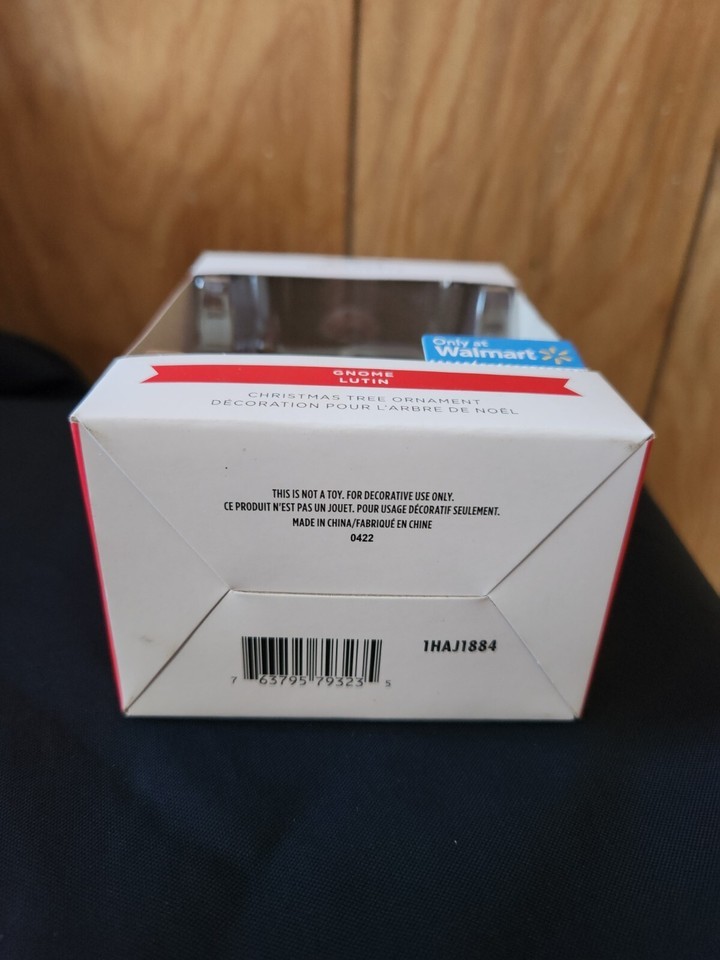 Only at
Walmart
GNOME
LUTIN
CHRISTMAS TREE ORNAMENT
DÉCORATION POUR L'ARBRE DE NOËL
THIS IS NOT A TOY. FOR DECORATIVE USE ONLY.
CE PRODUIT N'EST PAS UN JOUET. POUR USAGE DÉCORATIF SEULEMENT.
MADE IN CHINA/FABRIQUÉ EN CHINE
0422
1HAJ1884
7 63795 79323 5